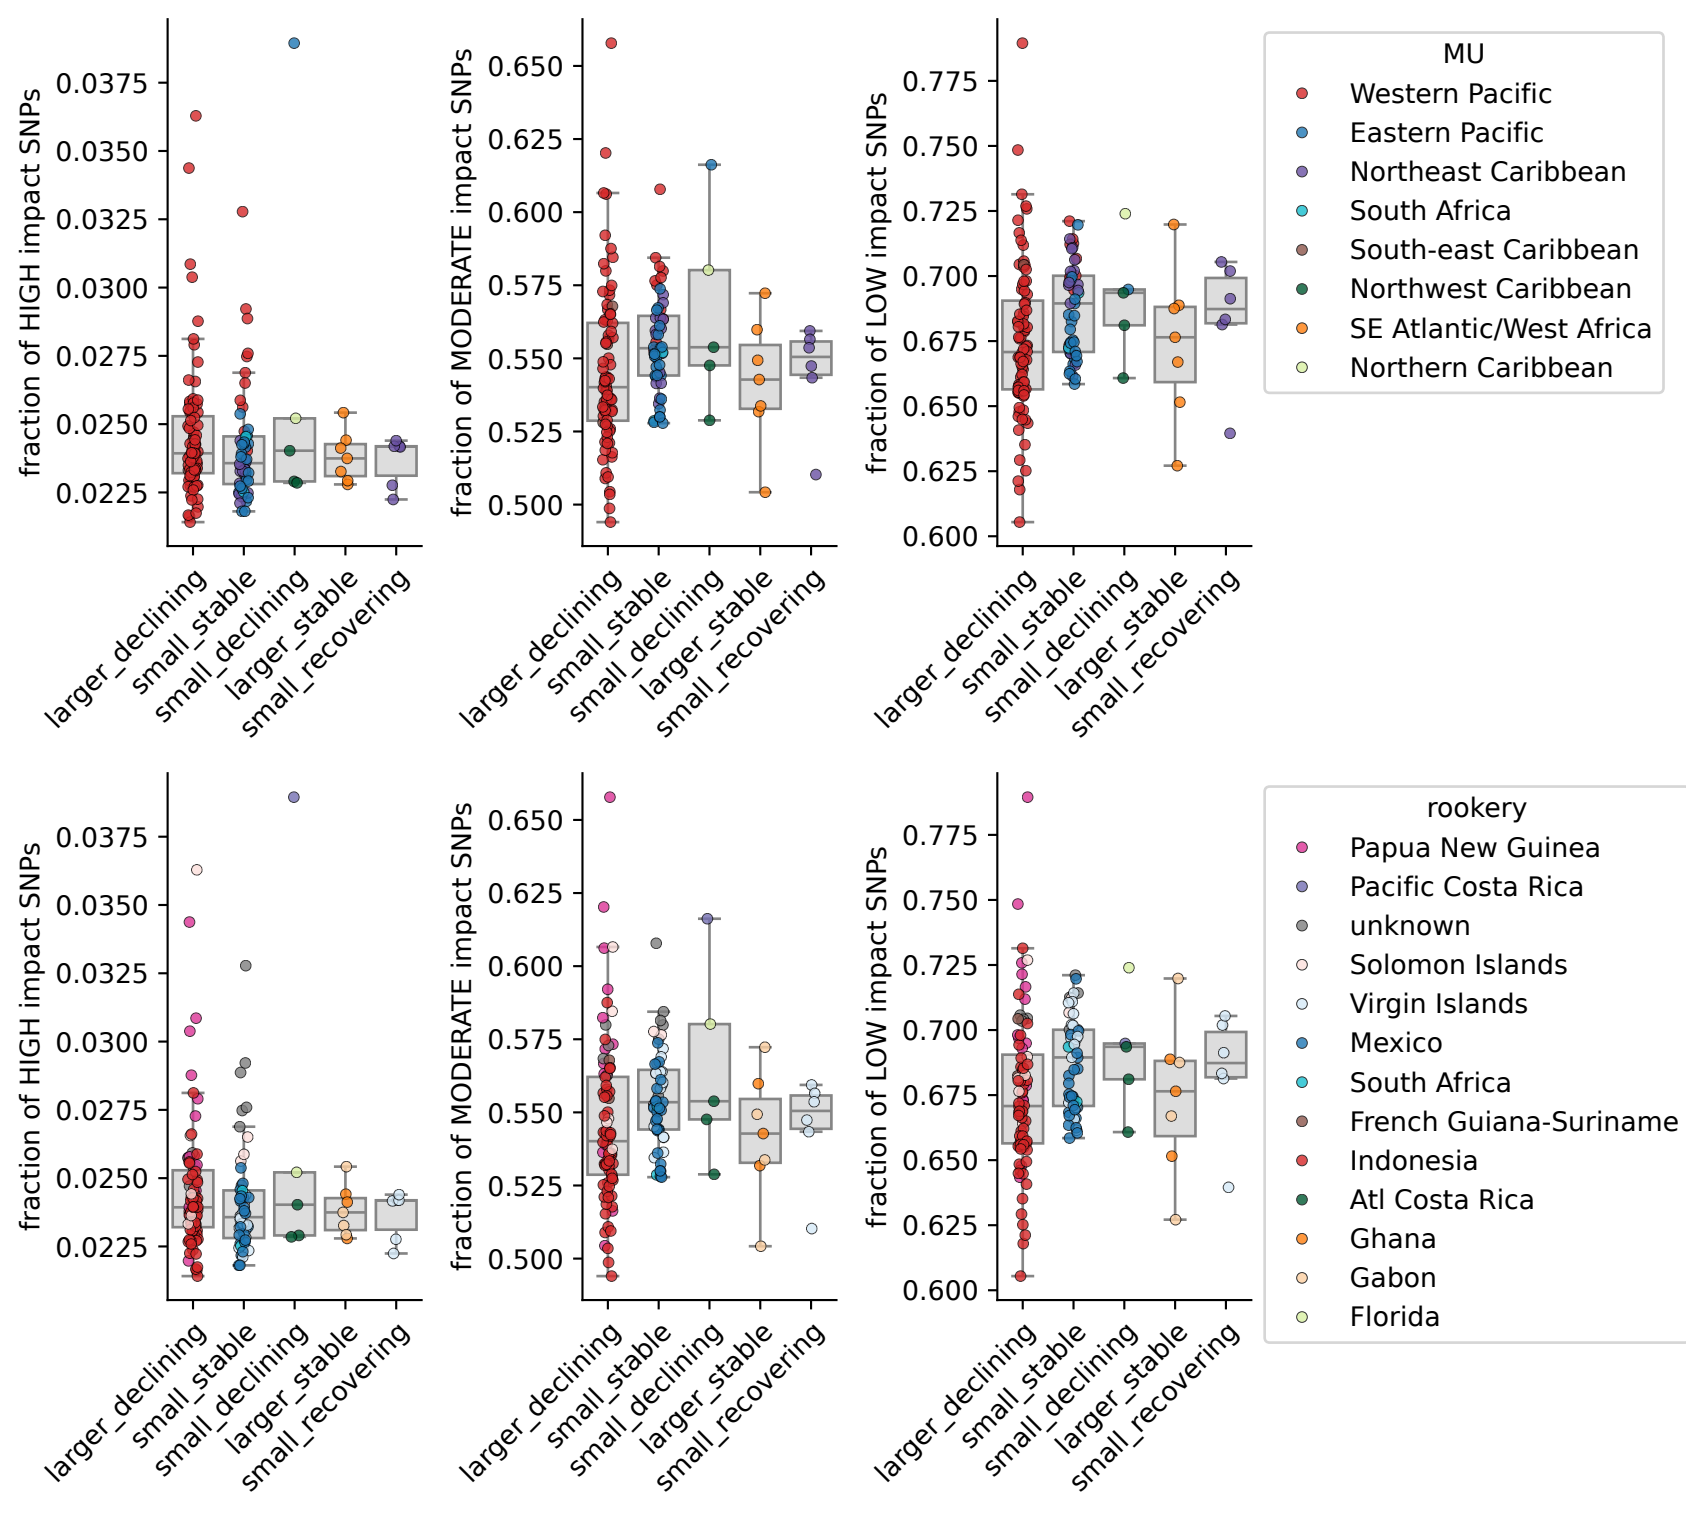 fraction of HIGH impact SNPs
0.0375
0.0350
0.0325
0.0300
0.0275
0.0250
0.0225
larger_declining
small_stable
small_declining
larger_stable
small_recovering
fraction of MODERATE impact SNPs
0.650
0.625
0.600
0.575
0.550
0.525
0.500
larger_declining
small_stable
small_declining
larger_stable
small_recovering
fraction of LOW impact SNPs
0.775
0.750
0.725
0.700
0.675
0.650
0.625
0.600
larger_declining
small_stable
small_declining
larger_stable
small_recovering
MU
Western Pacific
Eastern Pacific
Northeast Caribbean
South Africa
South-east Caribbean
Northwest Caribbean
SE Atlantic/West Africa
Northern Caribbean
fraction of HIGH impact SNPs
0.0375
0.0350
0.0325
0.0300
0.0275
0.0250
0.0225
larger_declining
small_stable
small_declining
larger_stable
small_recovering
fraction of MODERATE impact SNPs
0.650
0.625
0.600
0.575
0.550
0.525
0.500
larger_declining
small_stable
small_declining
larger_stable
small_recovering
fraction of LOW impact SNPs
0.775
0.750
0.725
0.700
0.675
0.650
0.625
0.600
larger_declining
small_stable
small_declining
larger_stable
small_recovering
rookery
Papua New Guinea
Pacific Costa Rica
unknown
Solomon Islands
Virgin Islands
Mexico
South Africa
French Guiana-Suriname
Indonesia
Atl Costa Rica
Ghana
Gabon
Florida